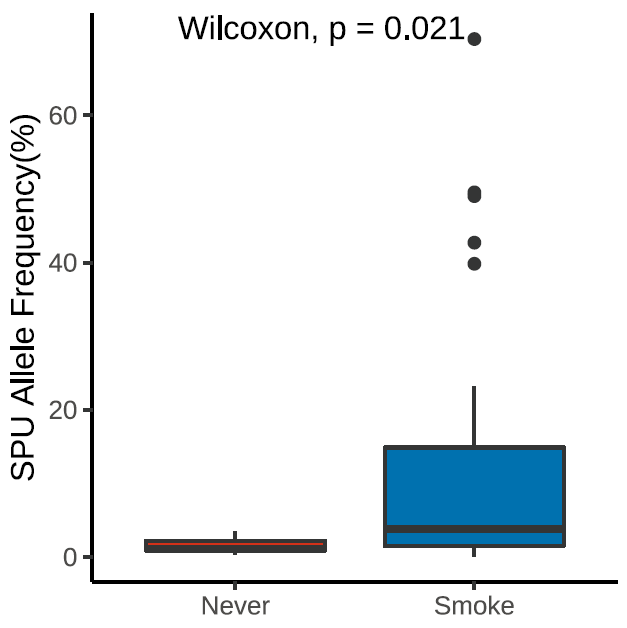 Wilcoxon, p = 0.021
SPU Allele Frequency(%)
60
40
20
0
Never
Smoke